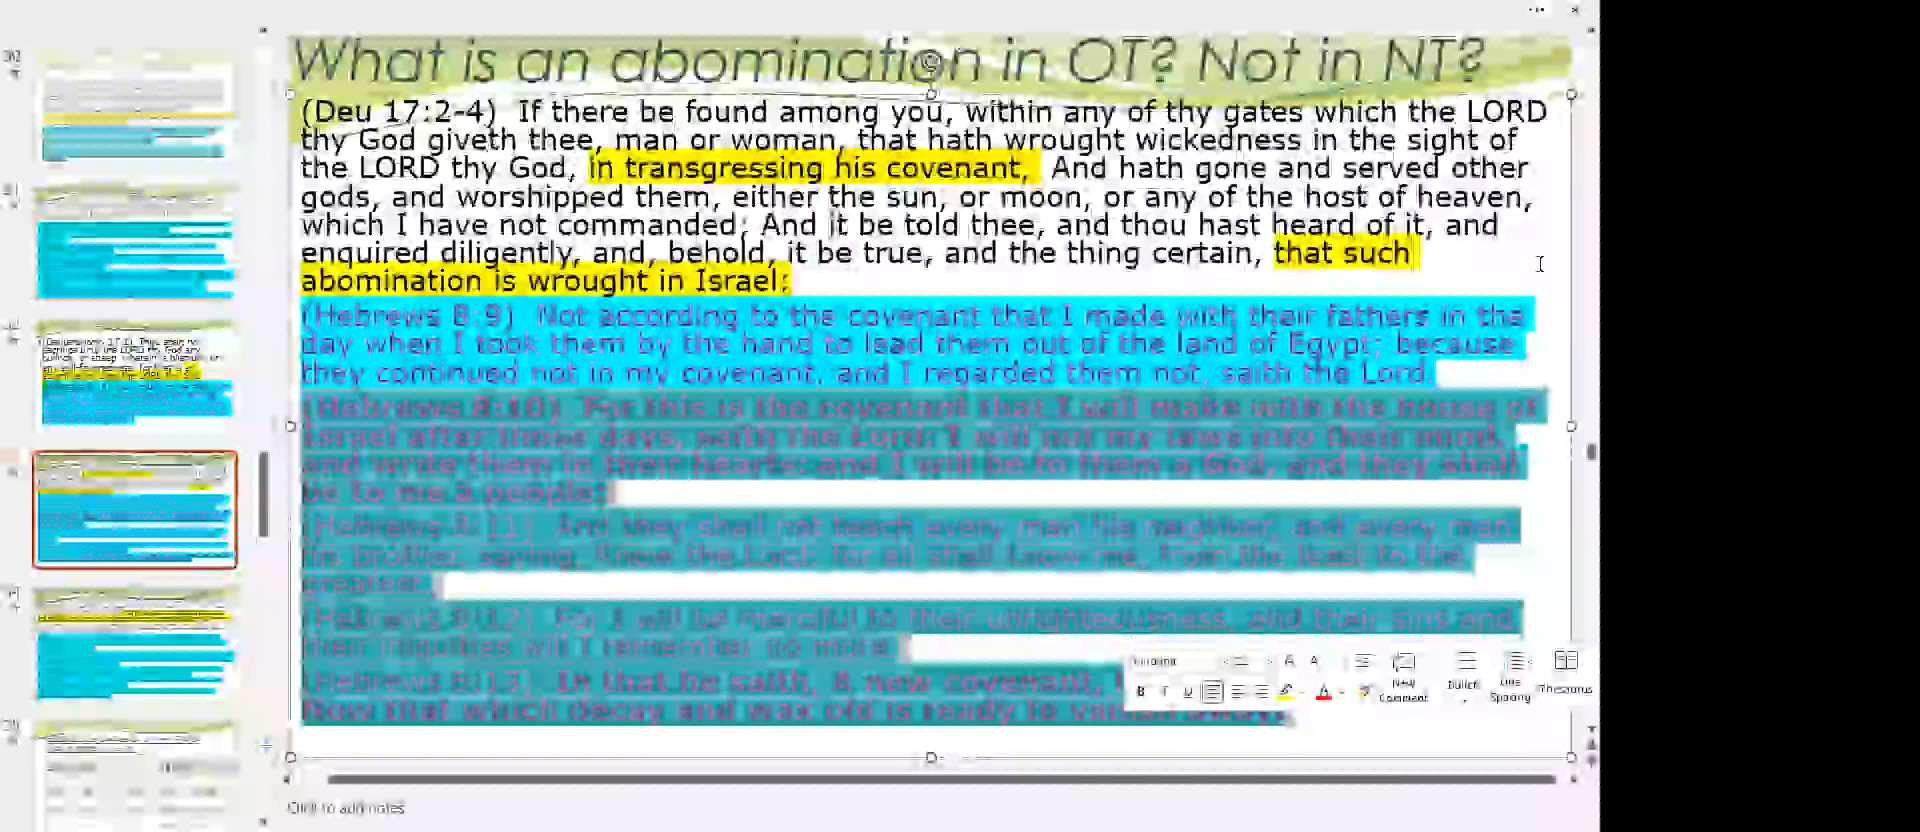 What is an abomination in OT? Not in NT?
(Deu 17:2-4) If there be found among you, within any of thy gates which the LORD
thy God giveth thee, man or woman, that hath wrought wickedness in the sight of
the LORD thy God, in transgressing his covenant, And hath gone and served other
gods, and worshipped them, either the sun, or moon, or any of the host of heaven,
which I have not commanded; And it be told thee, and thou hast heard of it, and
enquired diligently, and, behold, it be true, and the thing certain, that such
abomination is wrought in Israel:
(Hebrews 8:9) Not according to the covenant that I made with their fathers in the
day when I took them by the hand to lead them out of the land of Egypt; because
they continued not in my covenant, and I regarded them not, saith the Lord.
(Hebrews 8:10) For this is the covenant that I will make with the house of
Israel after those days, saith the Lord; I will put my laws into their mind,
and write them in their hearts: and I will be to them a God, and they shall
be to me a people:
(Hebrews 8:11) And they shall not teach every man his neighbor, and every man
his brother, saying, Know the Lord: for all shall know me, from the least to the
greatest.
(Hebrews 8:12) For I will be merciful to their unrighteousness, and their sins and
their iniquities will I remember no more.
(Hebrews 8:13) In that he saith, A new covenant,
Now that which decay and wax old is ready to vanish away.
B I U
New
Comment
Bullets
Line
Spacing
Thesaurus
Click to add notes